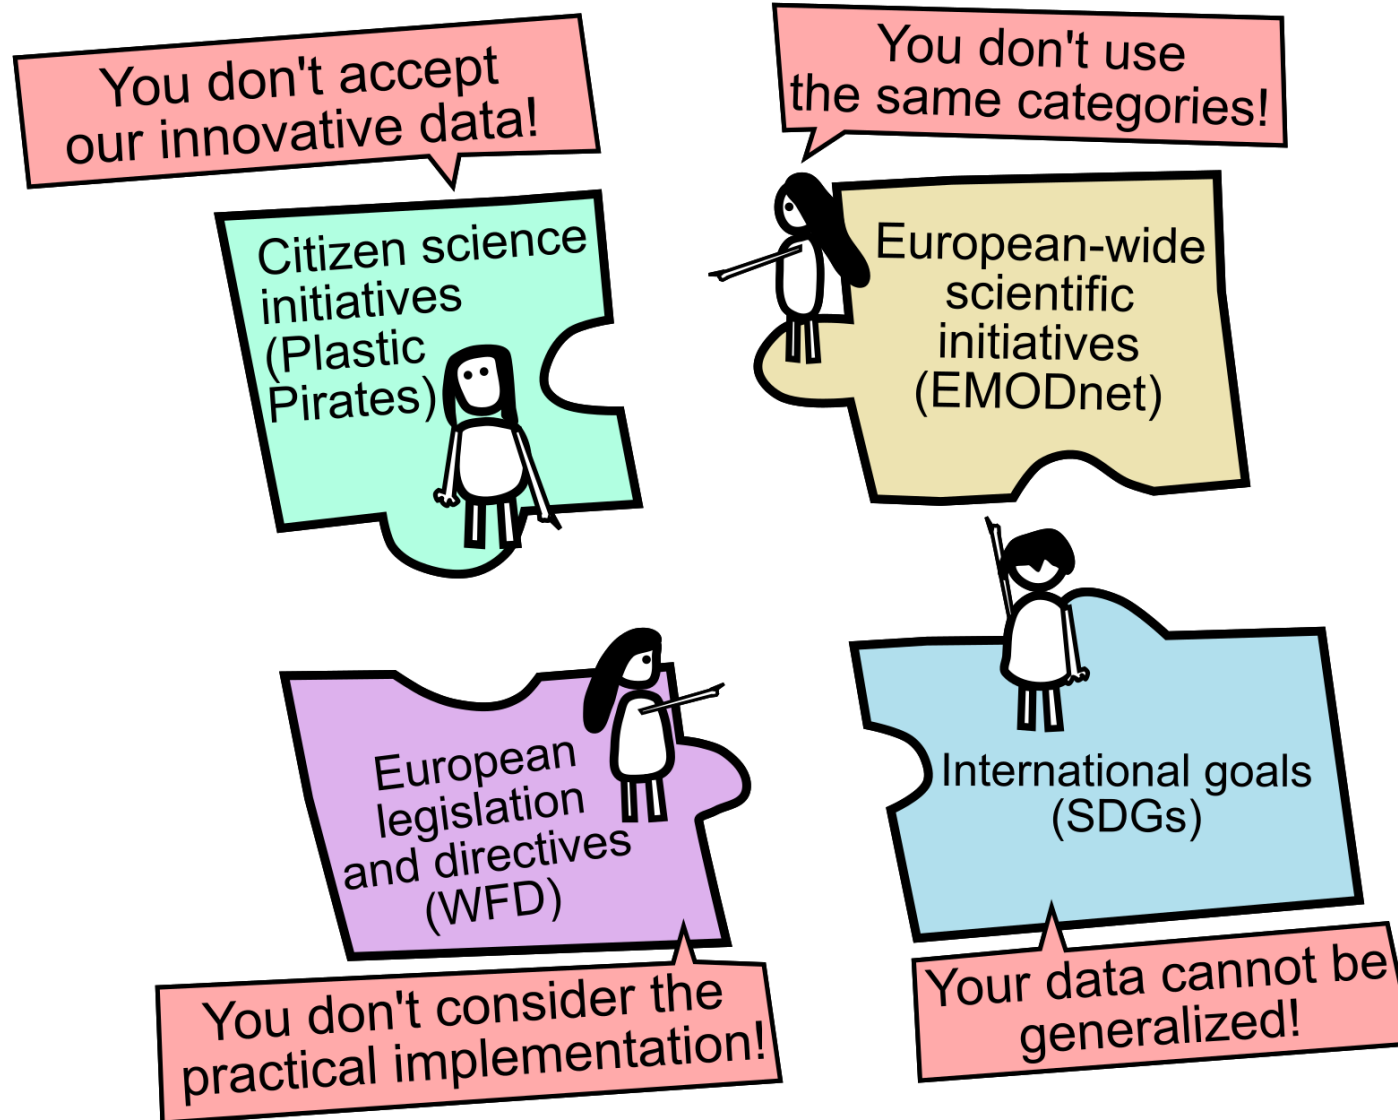 You don't accept
our innovative data!
You don't use
the same categories!
Citizen science
initiatives
(Plastic
Pirates)
European-wide
scientific
initiatives
(EMODnet)
European
legislation
and directives
(WFD)
International goals
(SDGs)
You don't consider the
practical implementation!
Your data cannot be
generalized!